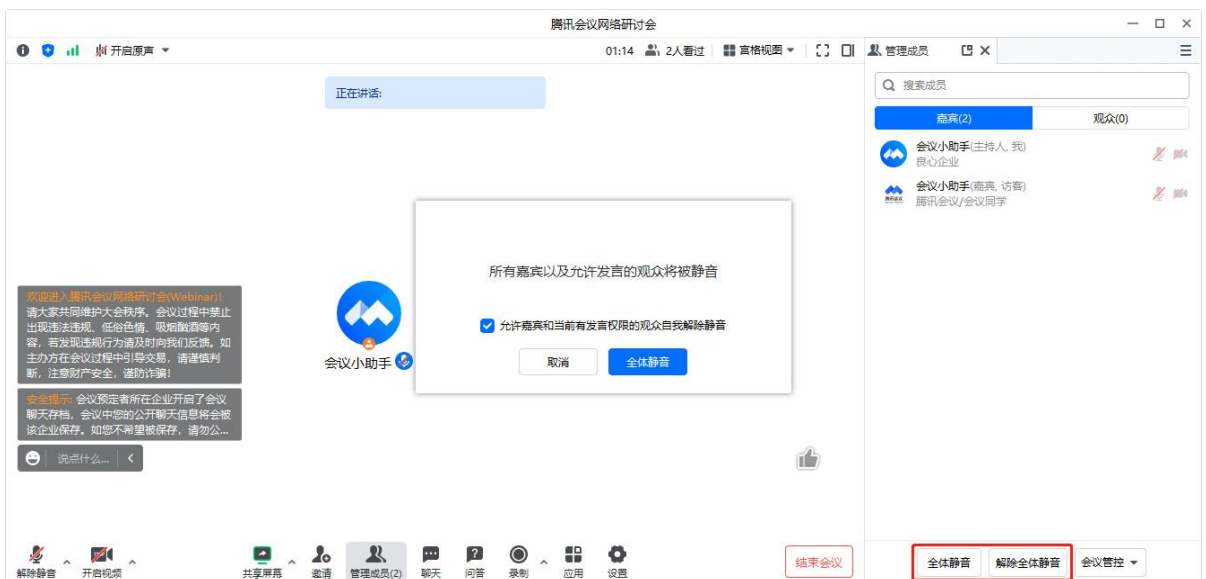 腾讯会议网络研讨会
开启原声
01:14 2人看过 宫格视图
管理成员
搜索成员
正在讲话:
嘉宾(2) 观众(0)
会议小助手(主持人, 我)
良心企业
会议小助手(嘉宾, 访客)
腾讯会议/会议同学
所有嘉宾以及允许发言的观众将被静音
允许嘉宾和当前有发言权限的观众自我解除静音
取消 全体静音
会议小助手
欢迎进入腾讯会议网络研讨会(Webinar)!
请大家共同维护大会秩序。会议过程中禁止
出现违法违规、低俗色情、吸烟酗酒等内
容，若发现违规行为请及时向我们反馈。如
主办方在会议过程中引导交易，请谨慎判
断，注意财产安全，谨防诈骗!
安全提示: 会议预定者所在企业开启了会议
聊天存档，会议中您的公开聊天信息将会被
该企业保存。如您不希望被保存，请勿公...
说点什么...
解除静音 开启视频 共享屏幕 邀请 管理成员(2) 聊天 问答 录制 应用 设置
结束会议
全体静音 解除全体静音 会议管控